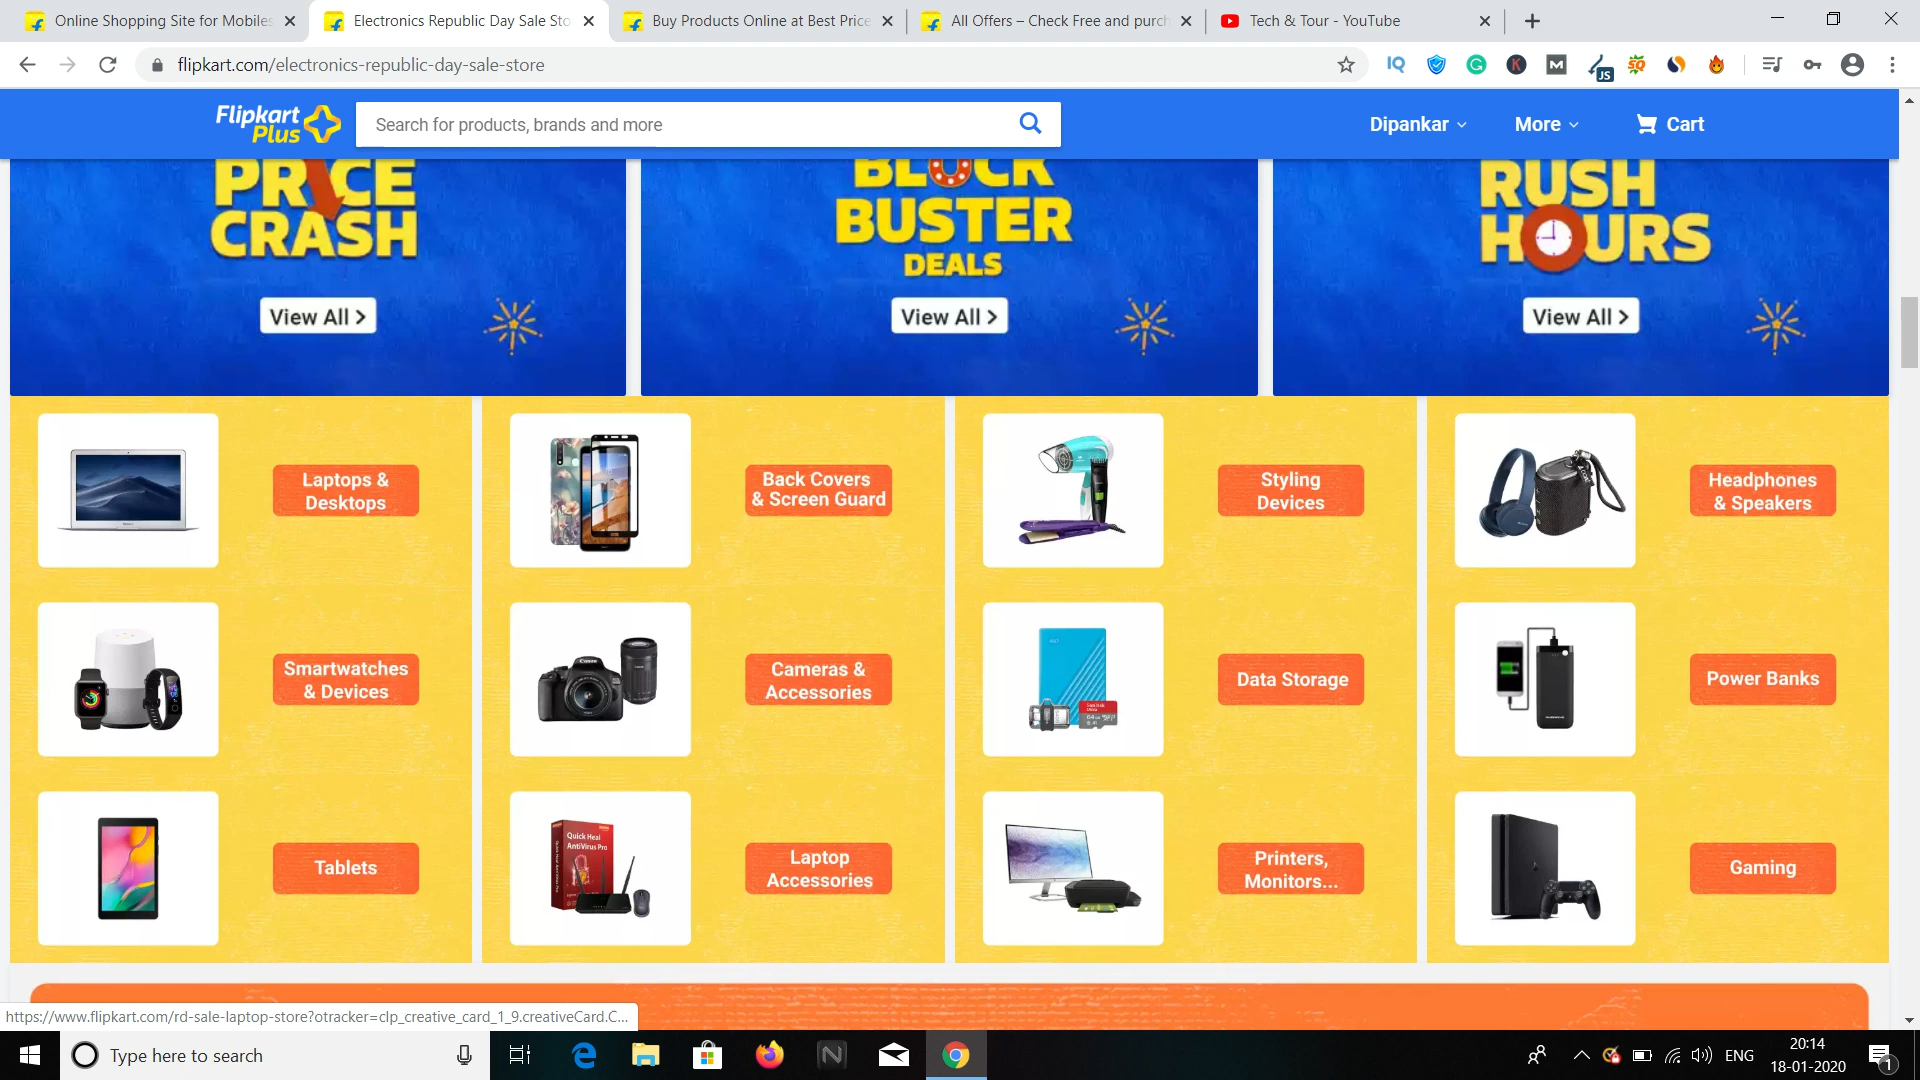 Online Shopping Site for Mobiles
Electronics Republic Day Sale Sto
Buy Products Online at Best Price
All Offers – Check Free and purch
Tech & Tour - YouTube
flipkart.com/electronics-republic-day-sale-store
IQ
JS
Flipkart
Plus
Search for products, brands and more
Dipankar
More
Cart
PRICE
CRASH
View All >
BLOCK
BUSTER
DEALS
View All >
RUSH
HOURS
View All >
Laptops &
Desktops
Back Covers
& Screen Guard
Styling
Devices
Headphones
& Speakers
Smartwatches
& Devices
Canon
Cameras &
Accessories
Data Storage
Power Banks
Tablets
Quick Heal
AntiVirus Pro
Laptop
Accessories
Printers,
Monitors...
Gaming
https://www.flipkart.com/rd-sale-laptop-store?otracker=clp_creative_card_1_9.creativeCard.C...
Type here to search
ENG
20:14
18-01-2020
1